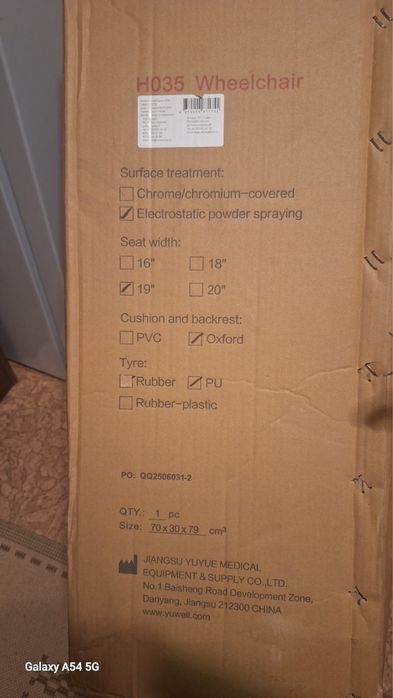 H035 Wheelchair
Surface treatment:
Chrome/chromium-covered
Electrostatic powder spraying
Seat width:
16" 18"
19" 20"
Cushion and backrest:
PVC Oxford
Tyre:
Rubber PU
Rubber-plastic
PO: QQ2506031-2
QTY.: 1 pc
Size: 70x30x79 cm³
JIANGSU YUYUE MEDICAL
EQUIPMENT & SUPPLY CO.,LTD.
No.1 Baisheng Road Development Zone,
Danyang, Jiangsu 212300 CHINA
www.yuwell.com
Galaxy A54 5G